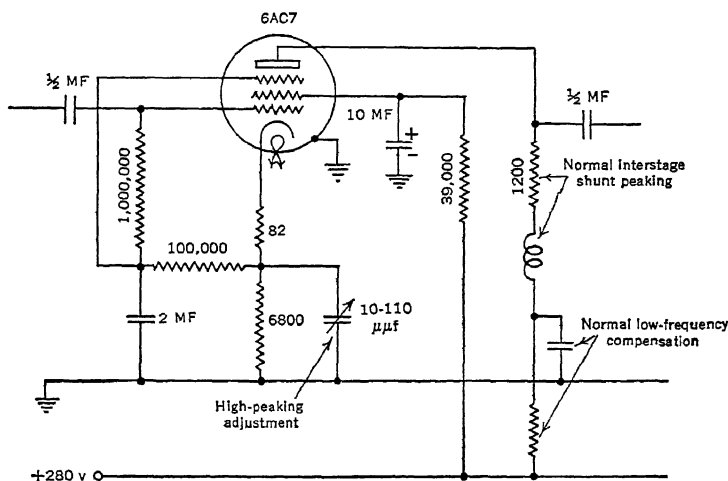 6AC7
½ MF
10 MF
+
-
½ MF
1,000,000
39,000
1200
Normal interstage
shunt peaking
82
100,000
2 MF
6800
10-110
μμf
Normal low-frequency
compensation
High-peaking
adjustment
+280 v